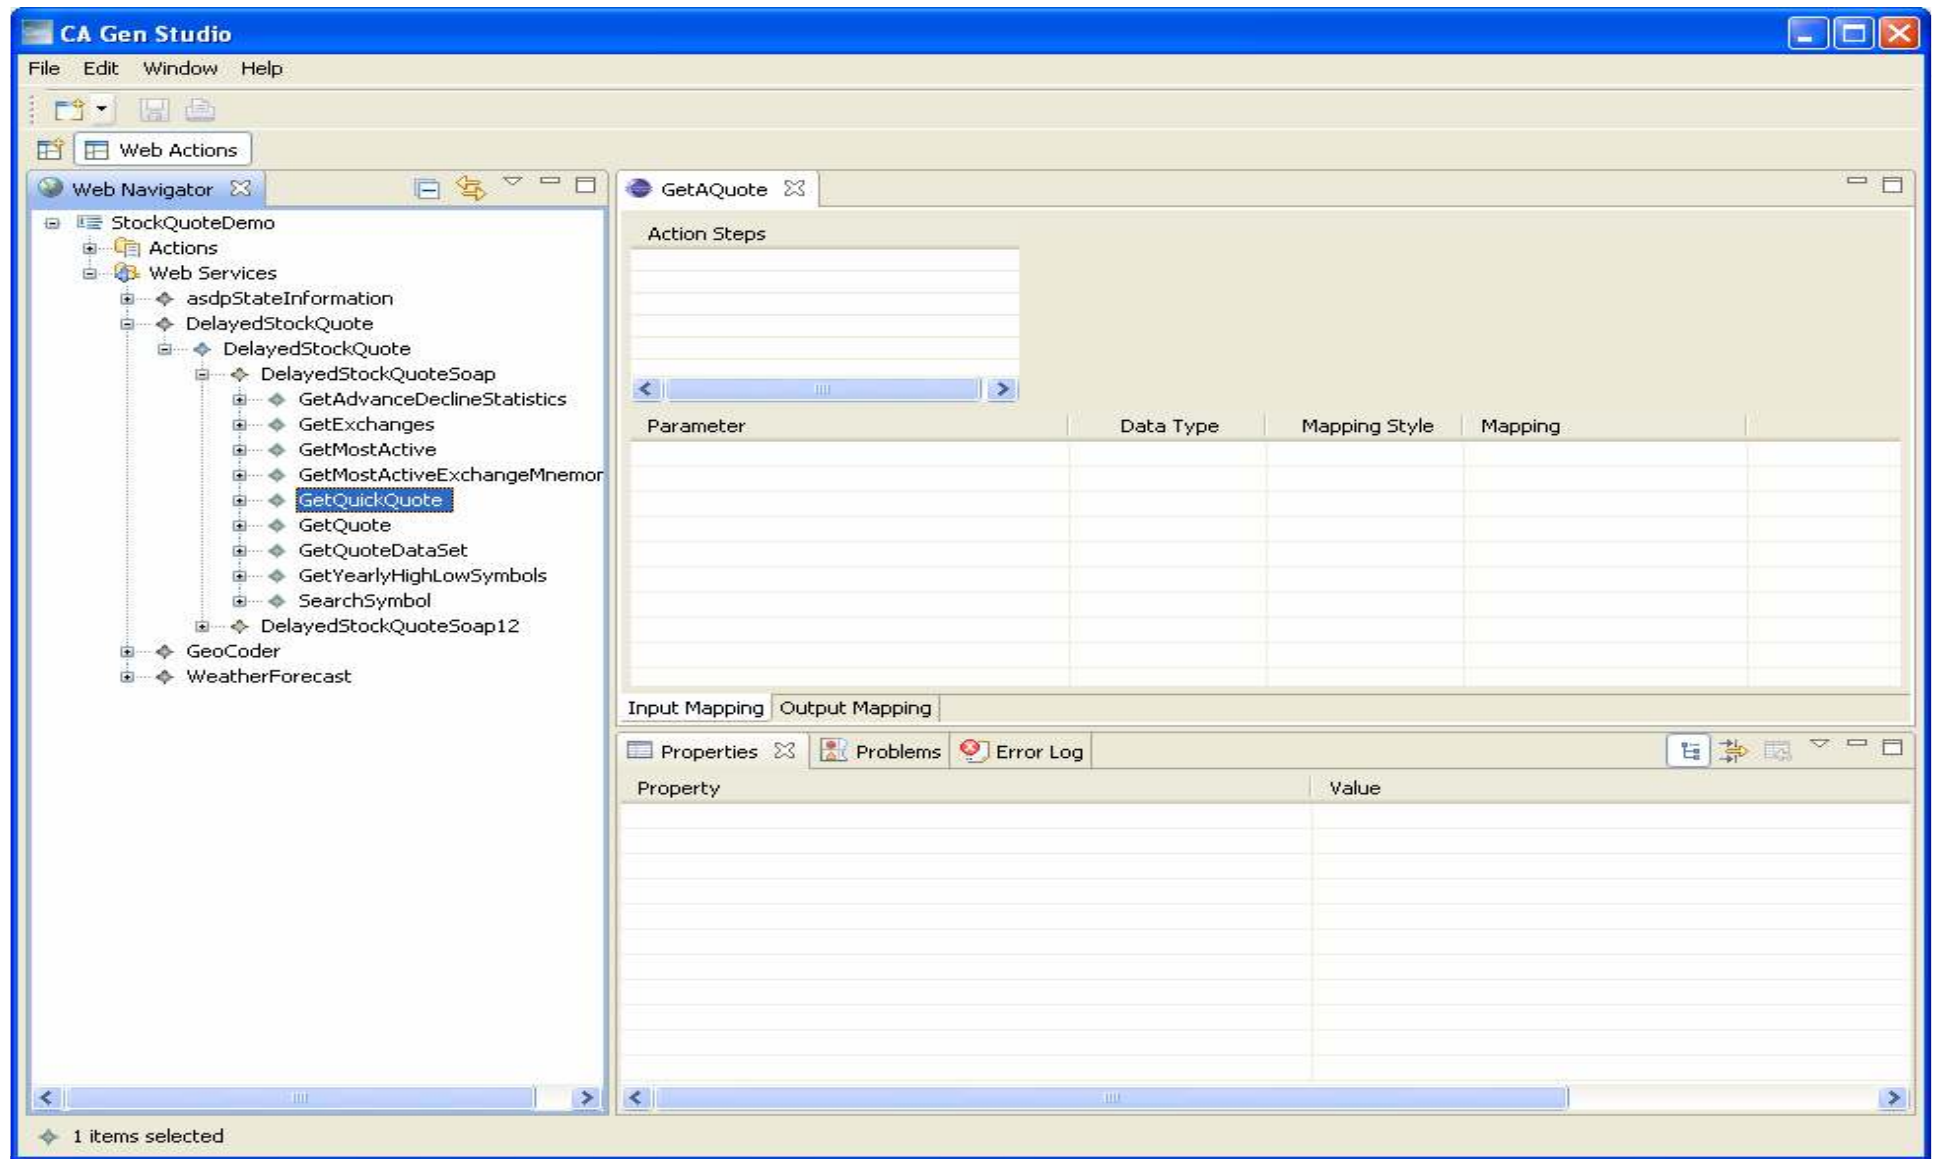 CA Gen Studio
File Edit Window Help
Web Actions
Web Navigator
StockQuoteDemo
Actions
Web Services
asdpStateInformation
DelayedStockQuote
DelayedStockQuote
DelayedStockQuoteSoap
GetAdvanceDeclineStatistics
GetExchanges
GetMostActive
GetMostActiveExchangeMnemor
GetQuickQuote
GetQuote
GetQuoteDataSet
GetYearlyHighLowSymbols
SearchSymbol
DelayedStockQuoteSoap12
GeoCoder
WeatherForecast
GetAQuote
Action Steps
Parameter Data Type Mapping Style Mapping
Input Mapping Output Mapping
Properties Problems Error Log
Property Value
1 items selected